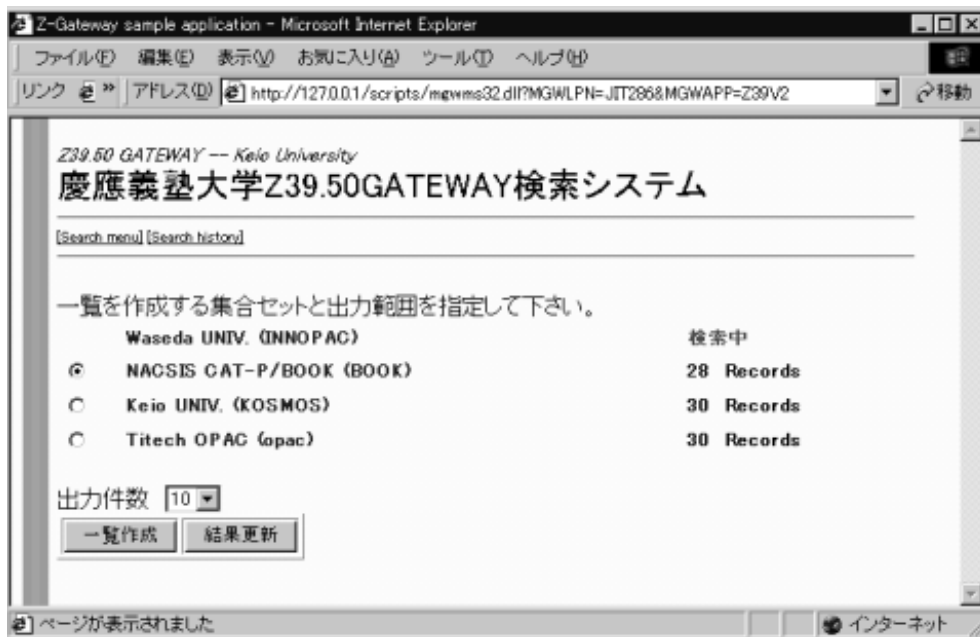 Z-Gateway sample application - Microsoft Internet Explorer
ファイル(F) 編集(E) 表示(V) お気に入り(A) ツール(T) ヘルプ(H)
リンク » アドレス(D) http://127.0.0.1/scripts/mgwms32.dll?MGWLPN=JIT286&MGWAPP=Z39V2 移動
Z39.50 GATEWAY -- Keio University
慶應義塾大学Z39.50GATEWAY検索システム
[Search menu] [Search history]
一覧を作成する集合セットと出力範囲を指定して下さい。
Waseda UNIV. (INNOPAC) 検索中
NACSIS CAT-P/BOOK (BOOK) 28 Records
Keio UNIV. (KOSMOS) 30 Records
Titech OPAC (opac) 30 Records
出力件数 10
一覧作成 結果更新
ページが表示されました インターネット